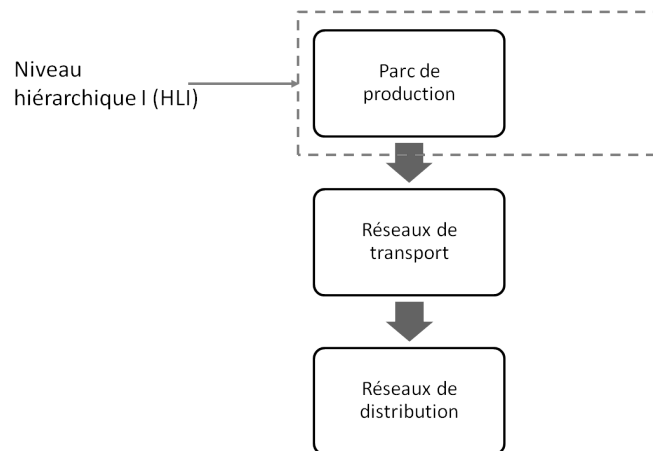 Niveau
hiérarchique I (HLI)
Parc de
production
Réseaux de
transport
Réseaux de
distribution